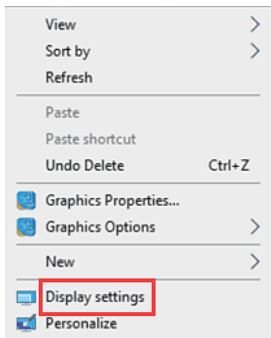 View
Sort by
Refresh
Paste
Paste shortcut
Undo Delete Ctrl+Z
Graphics Properties...
Graphics Options
New
Display settings
Personalize